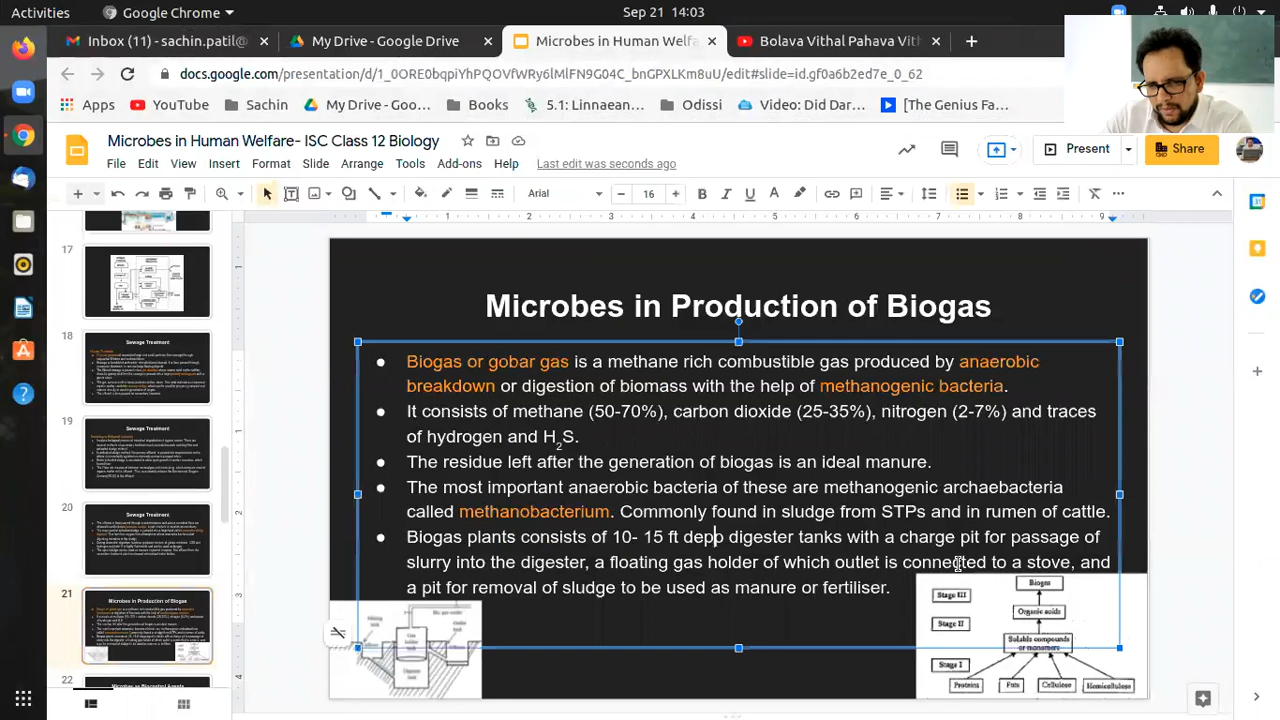 Activities
Google Chrome
Sep 21 14:03
Inbox (11) - sachin.patil@
My Drive - Google Drive
Microbes in Human Welfa
Bolava Vithal Pahava Vith
docs.google.com/presentation/d/1_0ORE0bqpiYhPQOVfWRy6lMlFN9G04C_bnGPXLKm8uU/edit#slide=id.gf0a6b2ed7e_0_62
Apps
YouTube
Sachin
My Drive - Goo...
Books
5.1: Linnaean...
Odissi
Video: Did Dar...
[The Genius Fa...
Microbes in Human Welfare- ISC Class 12 Biology
File Edit View Insert Format Slide Arrange Tools Add-ons Help Last edit was seconds ago
Present
Share
Arial
16
17
18
19
20
21
22
Microbes in Production of Biogas
Biogas or gobar gas is a methane rich combustible gas produced by anaerobic
breakdown or digestion of biomass with the help of methanogenic bacteria.
It consists of methane (50-70%), carbon dioxide (25-35%), nitrogen (2-7%) and traces
of hydrogen and H2S.
The residue left after the generation of biogas is a good manure.
The most important anaerobic bacteria of these are methanogenic archaebacteria
called methanobacterium. Commonly found in sludge from STPs and in rumen of cattle.
Biogas plants consist of 10- 15 ft depp digester tank with a charge pit for passage of
slurry into the digester, a floating gas holder of which outlet is connected to a stove, and
a pit for removal of sludge to be used as manure or fertiliser.
Biogas
Stage III
Organic acids
Stage II
Soluble compounds
or monomers
Stage I
Proteins
Fats
Cellulose
Hemicellulose